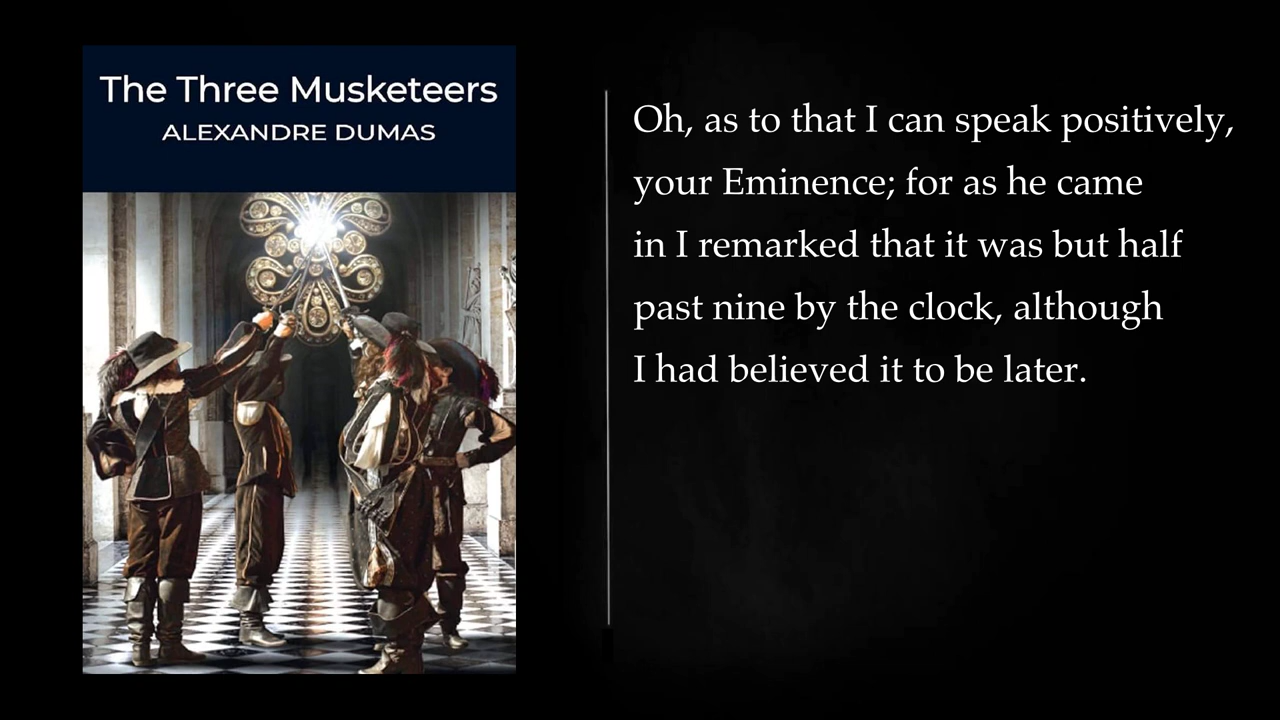 The Three Musketeers
ALEXANDRE DUMAS
Oh, as to that I can speak positively,
your Eminence; for as he came
in I remarked that it was but half
past nine by the clock, although
I had believed it to be later.